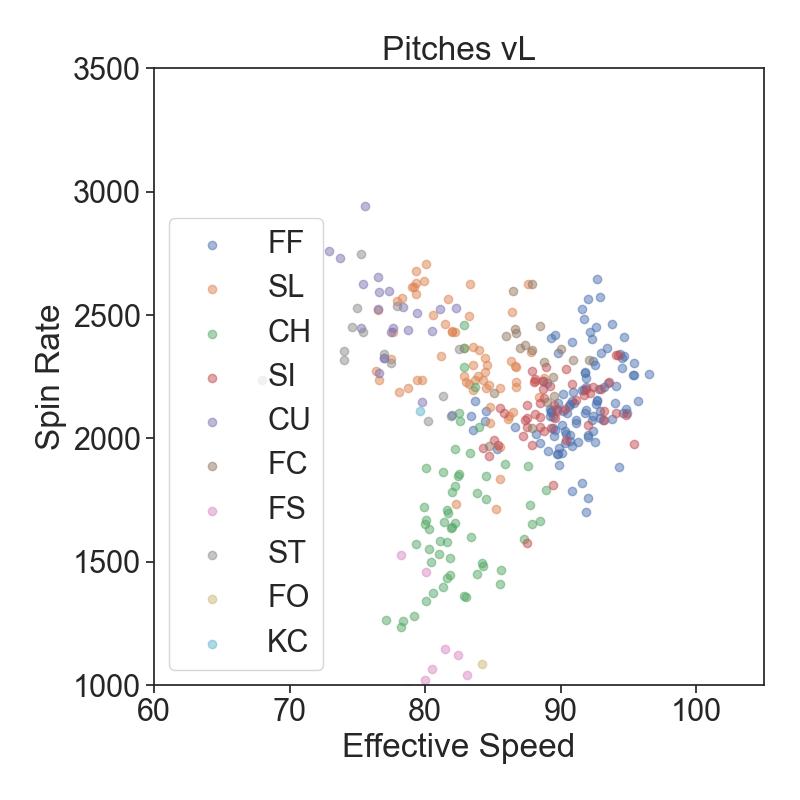 Pitches vL
3500
3000
2500
2000
1500
1000
Spin Rate
FF
SL
CH
SI
CU
FC
FS
ST
FO
KC
60 70 80 90 100
Effective Speed